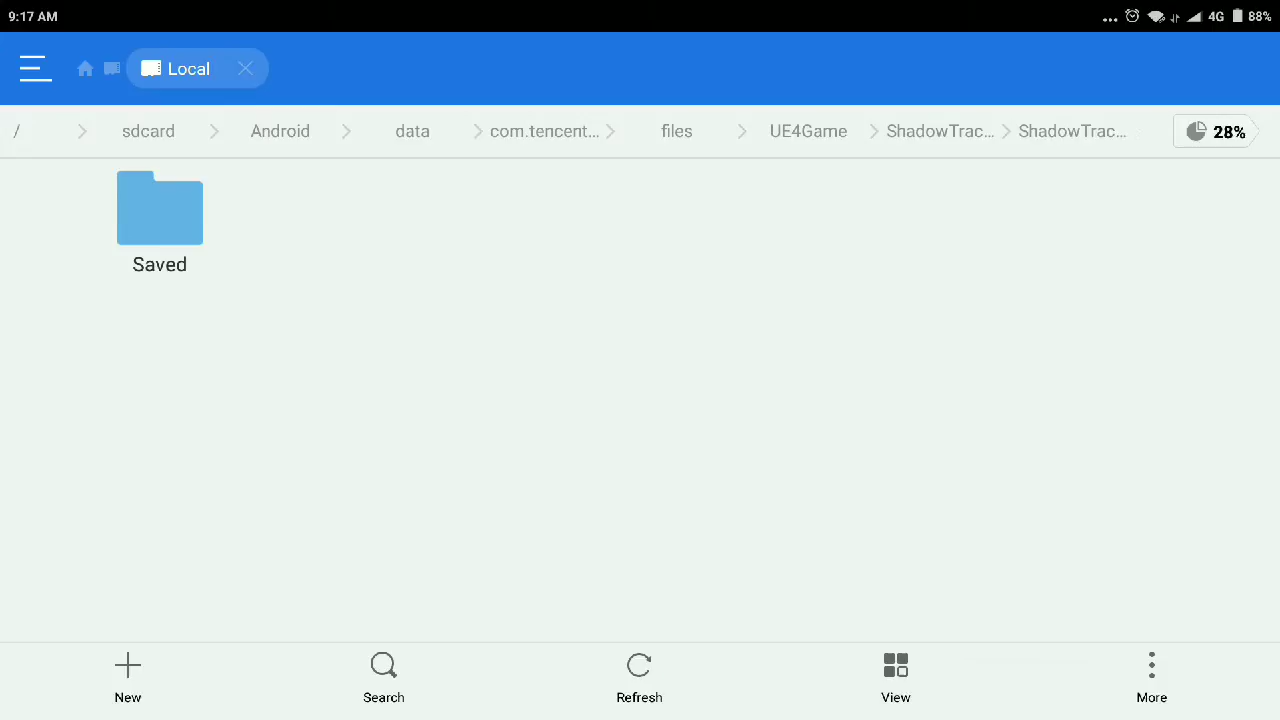 9:17 AM ... 4G 88%
Local
/ sdcard Android data com.tencent... files UE4Game ShadowTrac... ShadowTrac... 28%
Saved
New Search Refresh View More